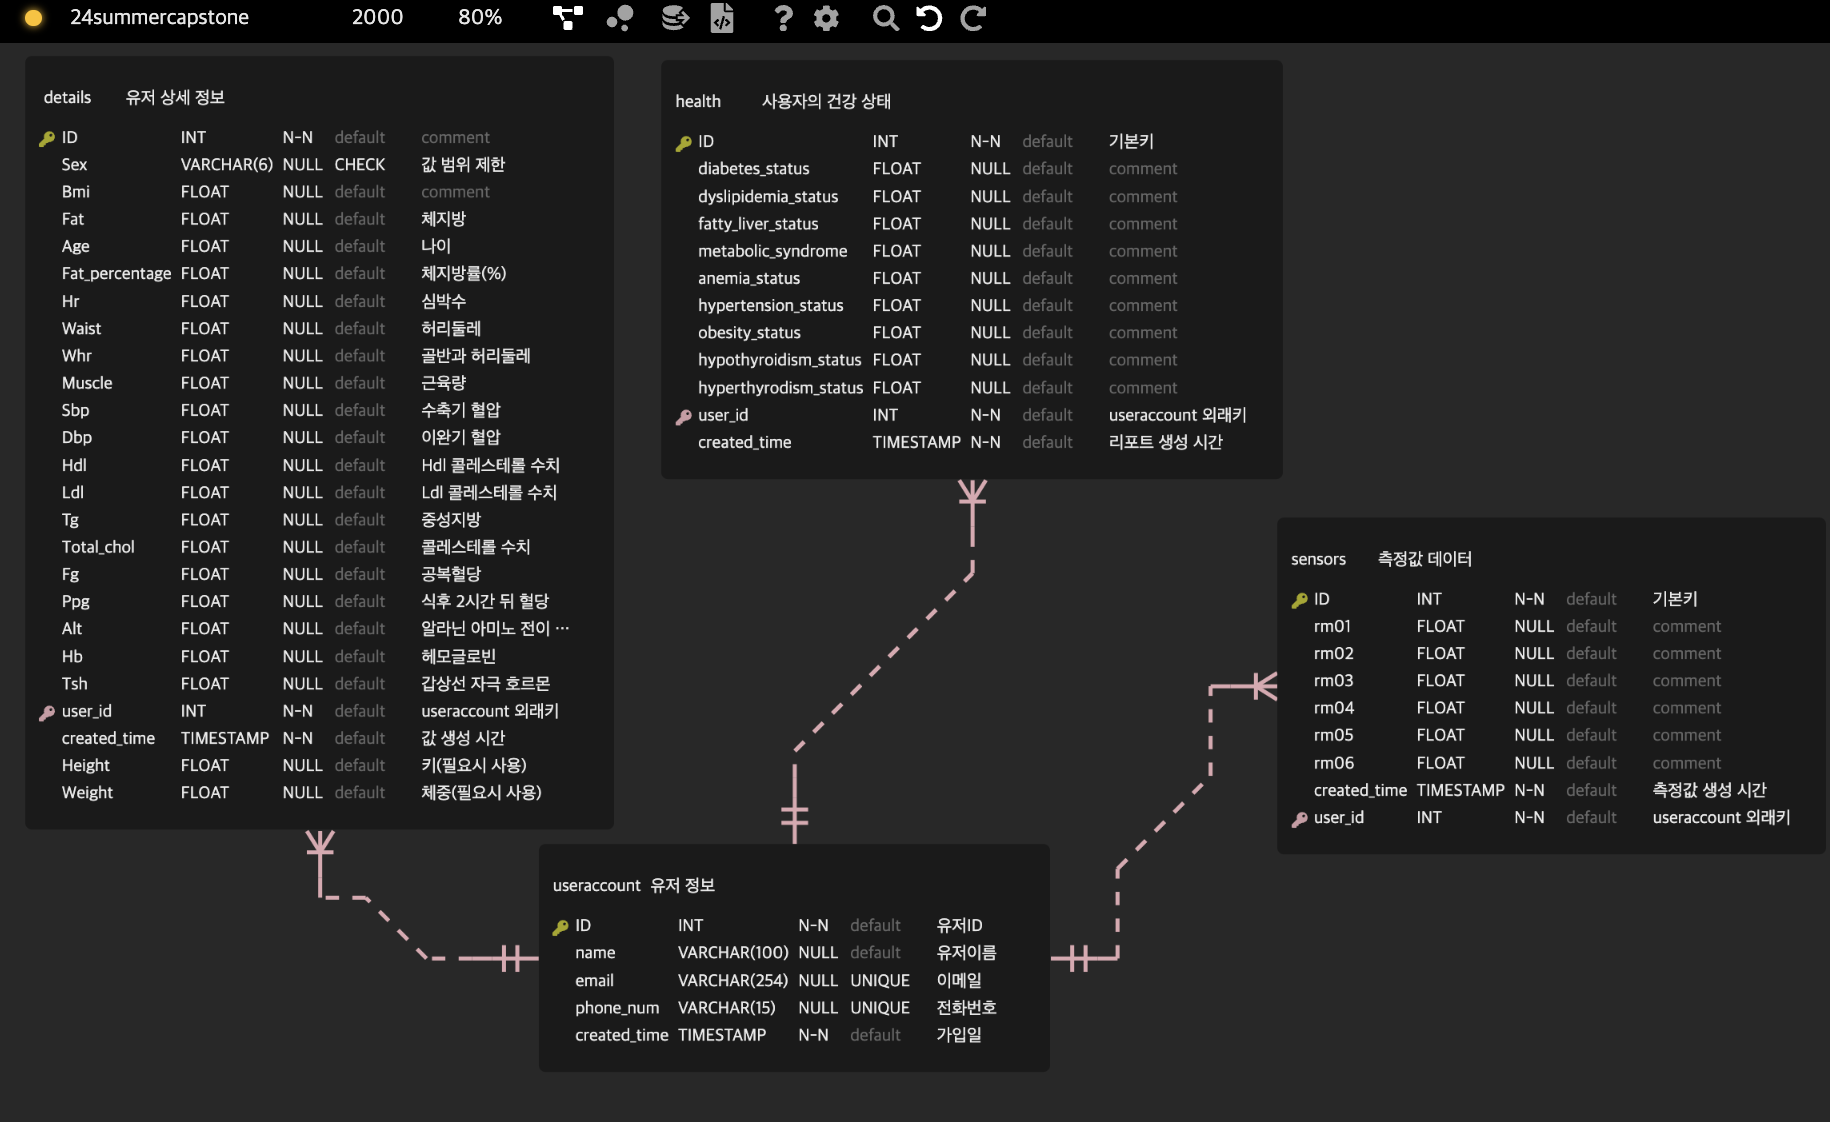 24summercapstone 2000 80%
details 유저 상세 정보
ID INT N-N default comment
Sex VARCHAR(6) NULL CHECK 값 범위 제한
Bmi FLOAT NULL default comment
Fat FLOAT NULL default 체지방
Age FLOAT NULL default 나이
Fat_percentage FLOAT NULL default 체지방률(%)
Hr FLOAT NULL default 심박수
Waist FLOAT NULL default 허리둘레
Whr FLOAT NULL default 골반과 허리둘레
Muscle FLOAT NULL default 근육량
Sbp FLOAT NULL default 수축기 혈압
Dbp FLOAT NULL default 이완기 혈압
Hdl FLOAT NULL default Hdl 콜레스테롤 수치
Ldl FLOAT NULL default Ldl 콜레스테롤 수치
Tg FLOAT NULL default 중성지방
Total_chol FLOAT NULL default 콜레스테롤 수치
Fg FLOAT NULL default 공복혈당
Ppg FLOAT NULL default 식후 2시간 뒤 혈당
Alt FLOAT NULL default 알라닌 아미노 전이 ···
Hb FLOAT NULL default 헤모글로빈
Tsh FLOAT NULL default 갑상선 자극 호르몬
user_id INT N-N default useraccount 외래키
created_time TIMESTAMP N-N default 값 생성 시간
Height FLOAT NULL default 키(필요시 사용)
Weight FLOAT NULL default 체중(필요시 사용)
health 사용자의 건강 상태
ID INT N-N default 기본키
diabetes_status FLOAT NULL default comment
dyslipidemia_status FLOAT NULL default comment
fatty_liver_status FLOAT NULL default comment
metabolic_syndrome FLOAT NULL default comment
anemia_status FLOAT NULL default comment
hypertension_status FLOAT NULL default comment
obesity_status FLOAT NULL default comment
hypothyroidism_status FLOAT NULL default comment
hyperthyrodism_status FLOAT NULL default comment
user_id INT N-N default useraccount 외래키
created_time TIMESTAMP N-N default 리포트 생성 시간
sensors 측정값 데이터
ID INT N-N default 기본키
rm01 FLOAT NULL default comment
rm02 FLOAT NULL default comment
rm03 FLOAT NULL default comment
rm04 FLOAT NULL default comment
rm05 FLOAT NULL default comment
rm06 FLOAT NULL default comment
created_time TIMESTAMP N-N default 측정값 생성 시간
user_id INT N-N default useraccount 외래키
useraccount 유저 정보
ID INT N-N default 유저ID
name VARCHAR(100) NULL default 유저이름
email VARCHAR(254) NULL UNIQUE 이메일
phone_num VARCHAR(15) NULL UNIQUE 전화번호
created_time TIMESTAMP N-N default 가입일